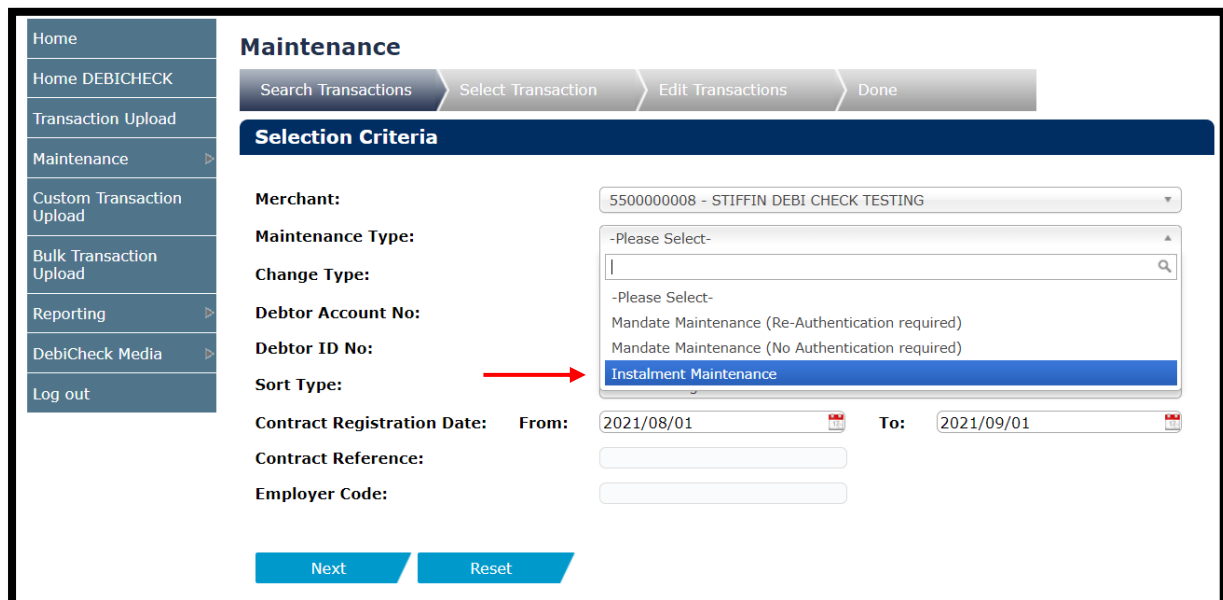 Home
Home DEBICHECK
Transaction Upload
Maintenance
Custom Transaction
Upload
Bulk Transaction
Upload
Reporting
DebiCheck Media
Log out
Maintenance
Search Transactions
Select Transaction
Edit Transactions
Done
Selection Criteria
Merchant:
5500000008 - STIFFIN DEBI CHECK TESTING
Maintenance Type:
-Please Select-
Change Type:
-Please Select-
Debtor Account No:
Mandate Maintenance (Re-Authentication required)
Debtor ID No:
Mandate Maintenance (No Authentication required)
Instalment Maintenance
Sort Type:
Contract Registration Date: From: 2021/08/01 To: 2021/09/01
Contract Reference:
Employer Code:
Next
Reset